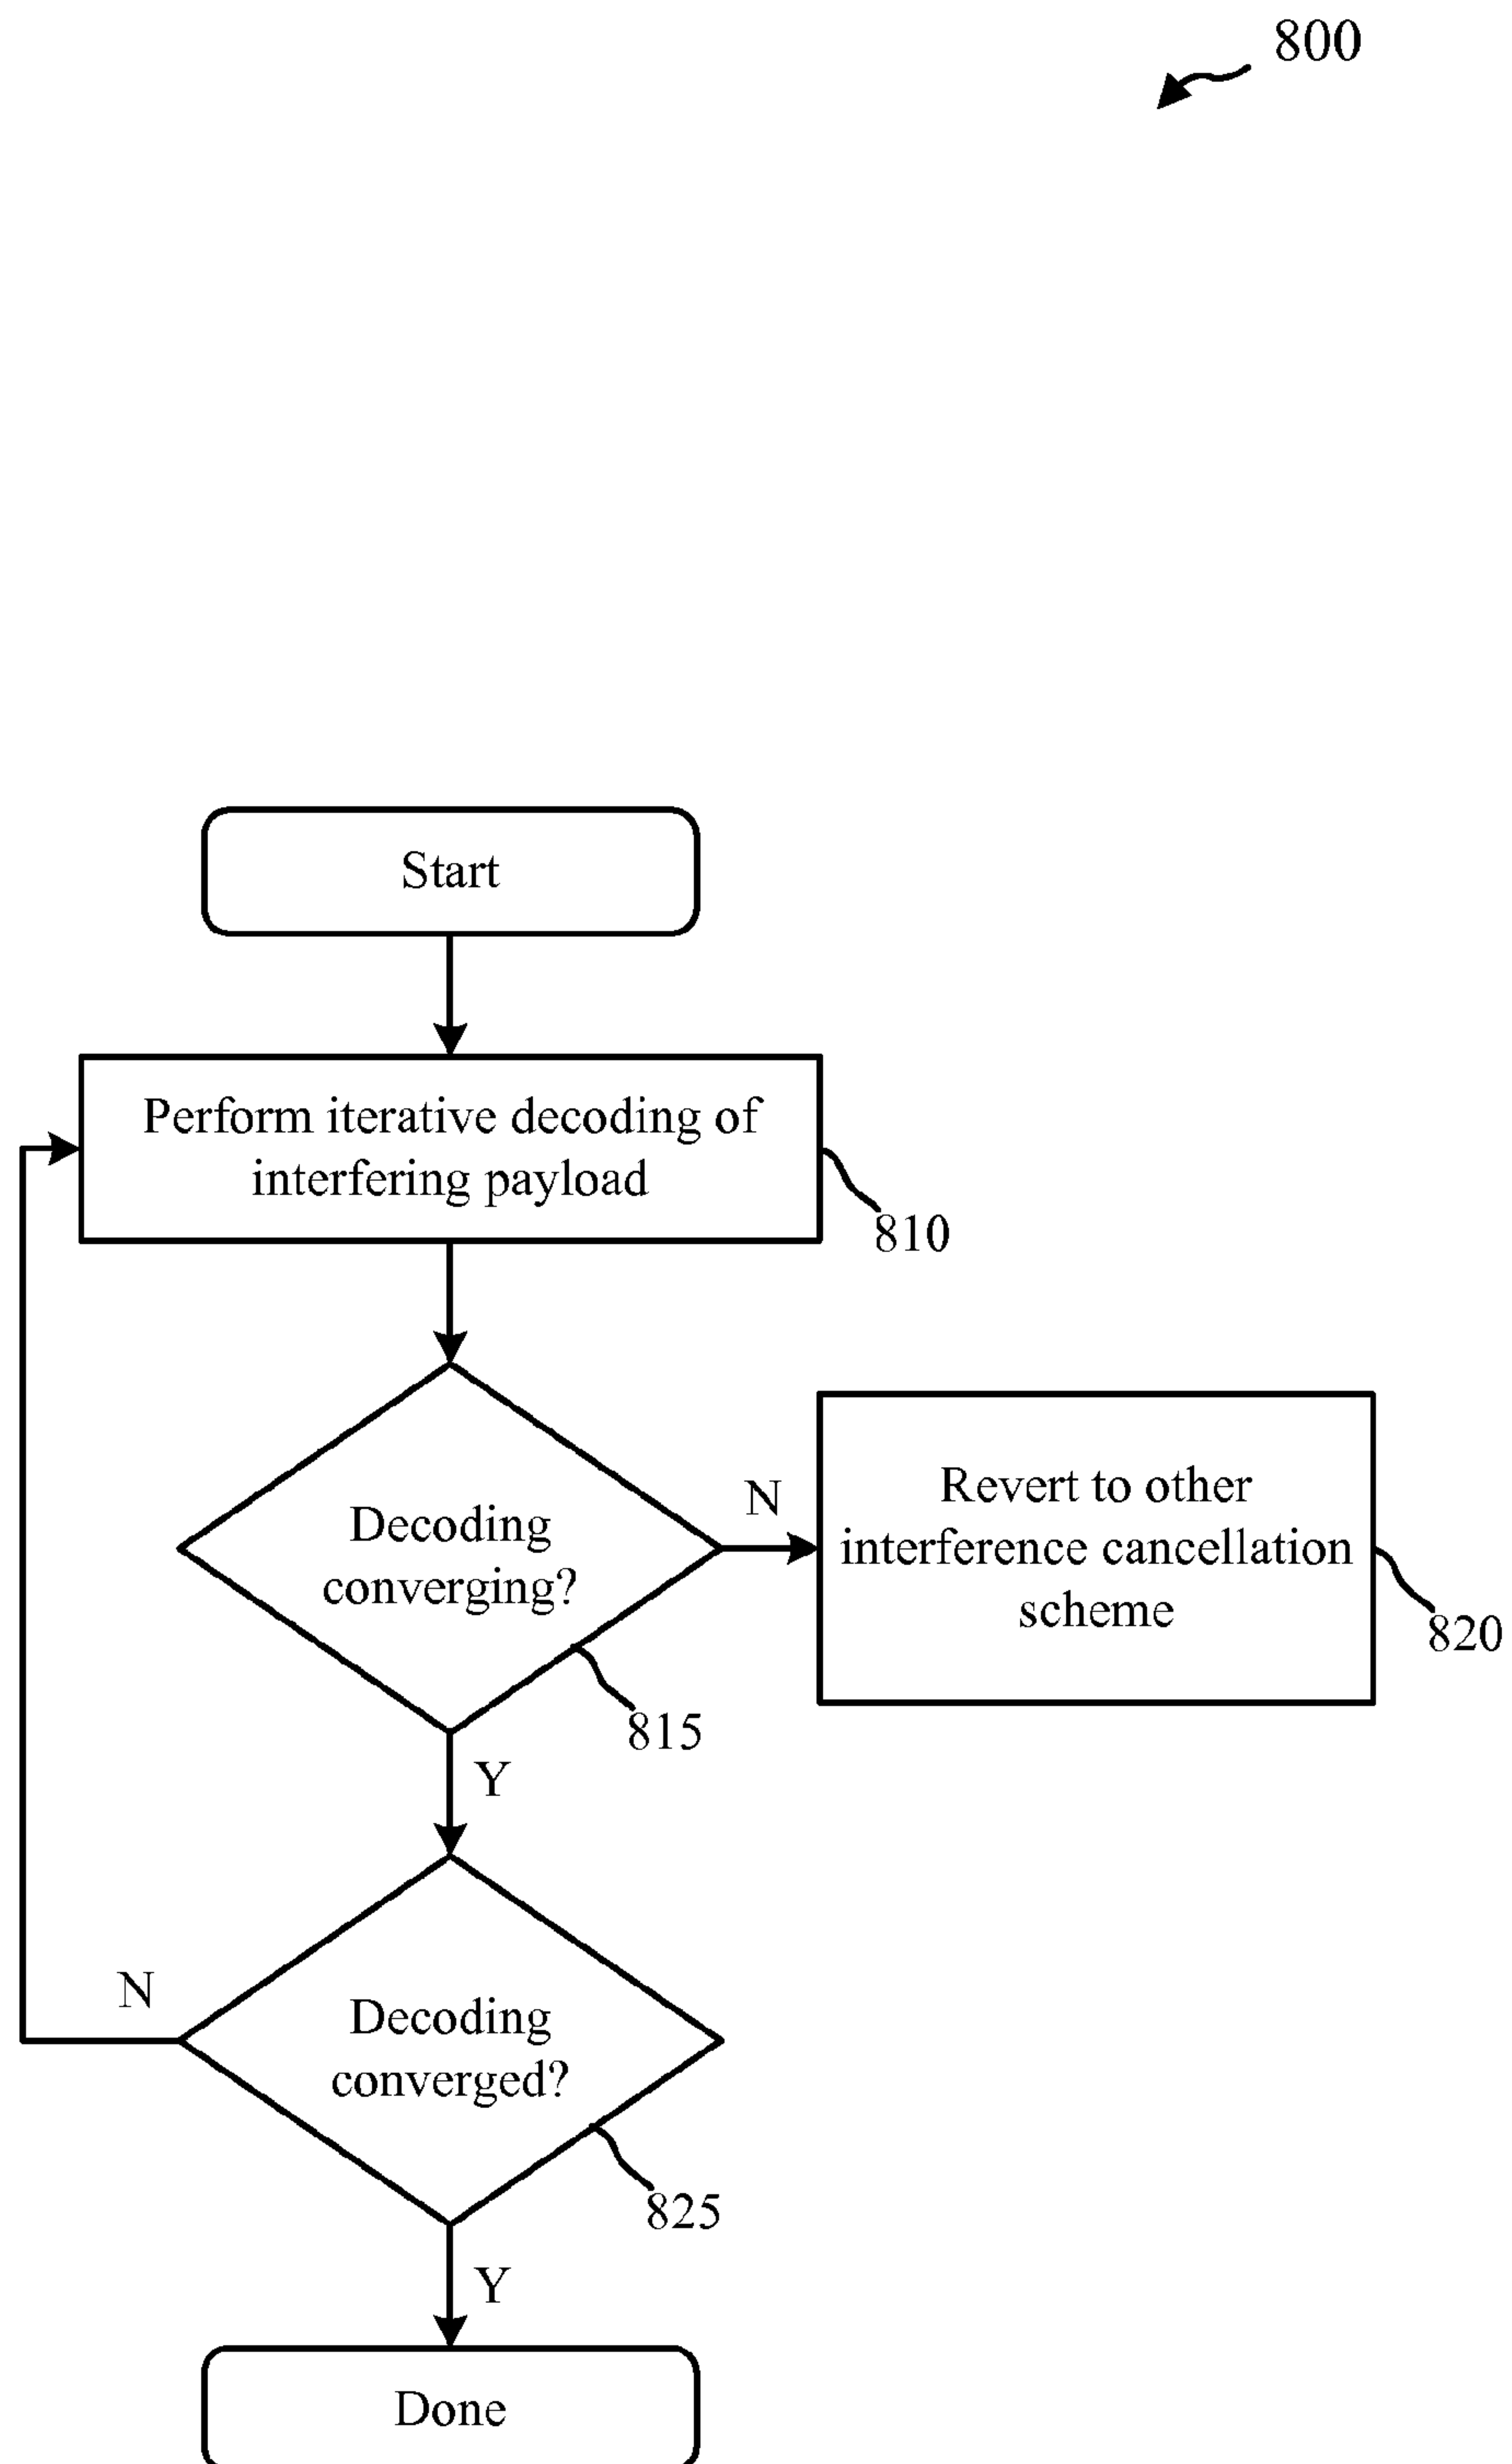 800
Start
Perform iterative decoding of
interfering payload
810
Decoding
converging?
N
Revert to other
interference cancellation
scheme
820
815
Y
N
Decoding
converged?
825
Y
Done